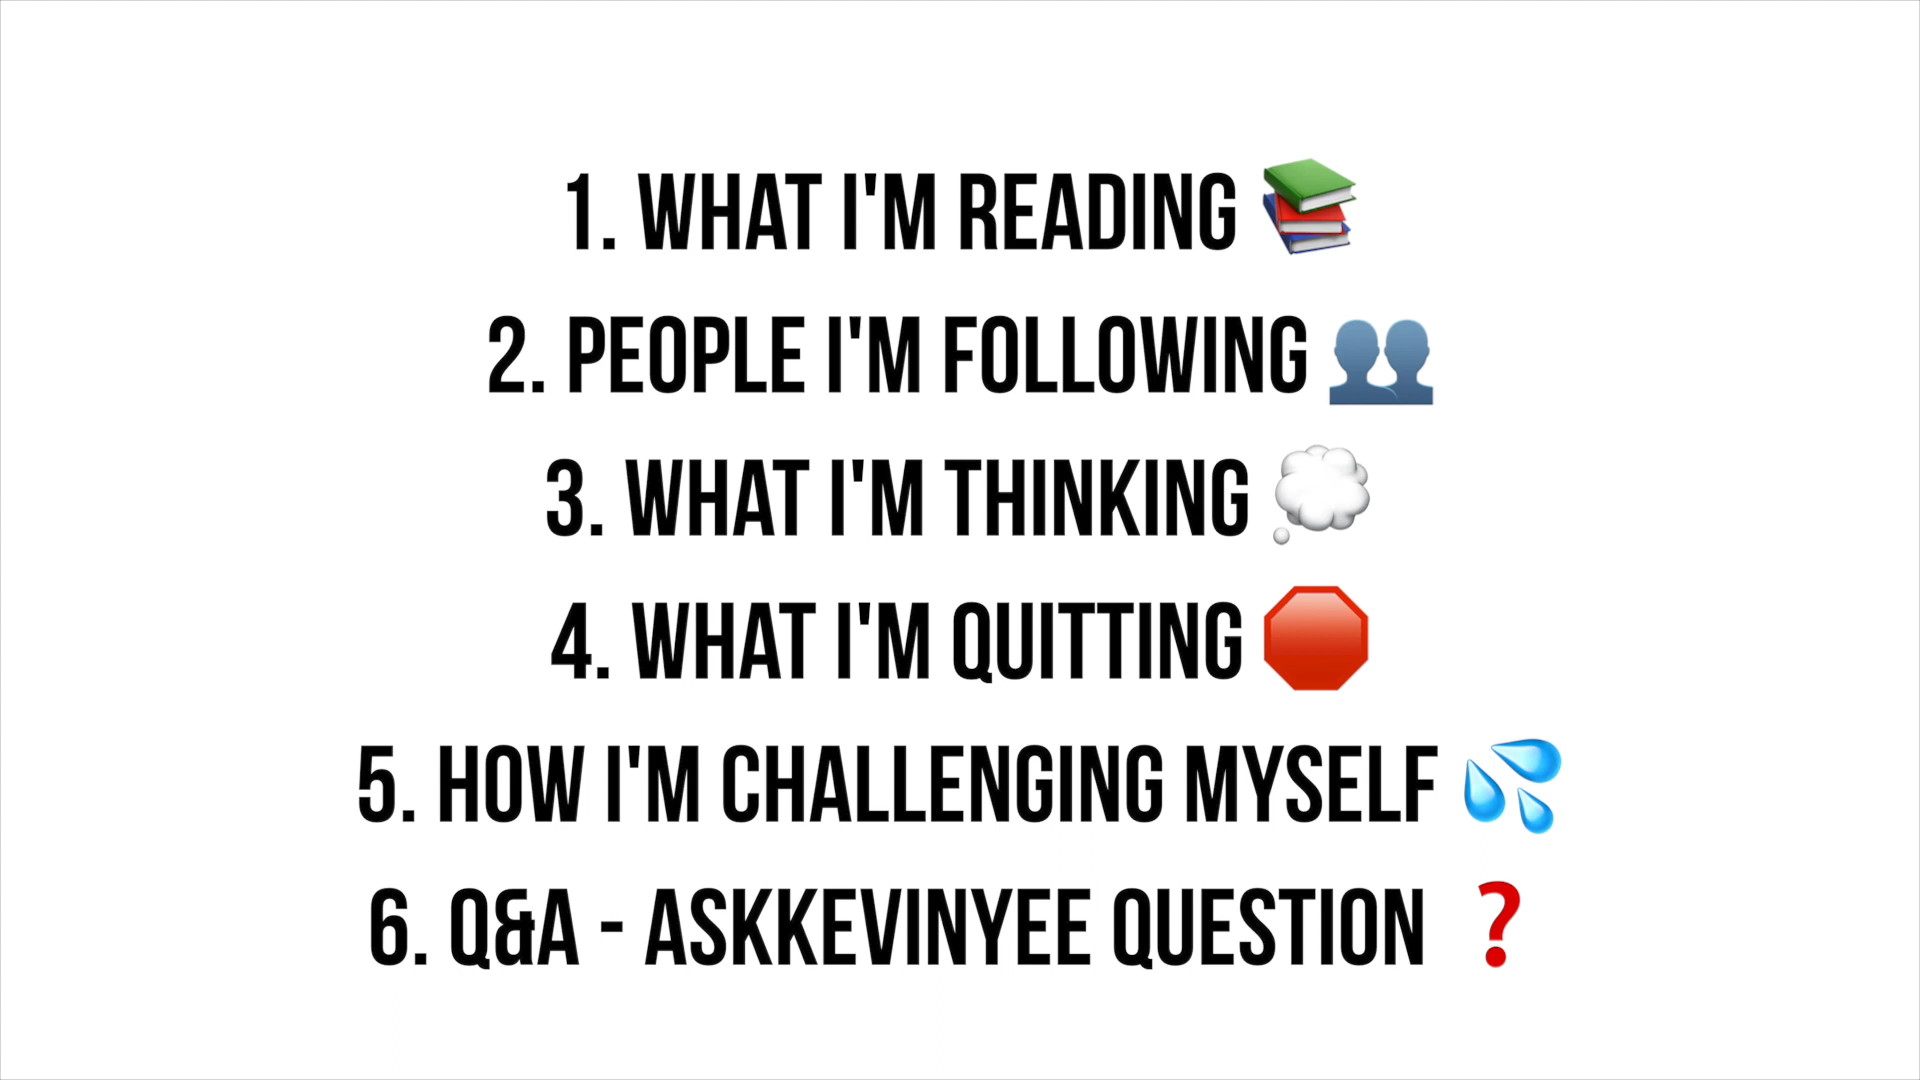 1. WHAT I'M READING 📚
2. PEOPLE I'M FOLLOWING 👥
3. WHAT I'M THINKING 💭
4. WHAT I'M QUITTING 🛑
5. HOW I'M CHALLENGING MYSELF 💦
6. Q&A - ASKKEVINYEE QUESTION ❓